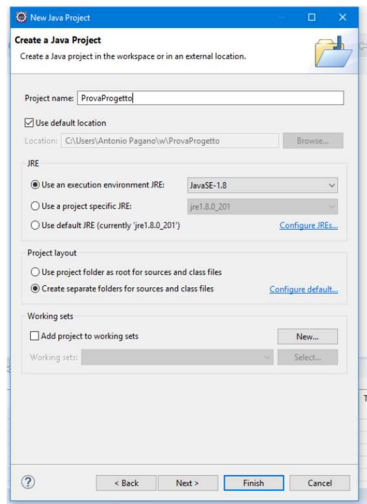 New Java Project
Create a Java Project
Create a Java project in the workspace or in an external location.
Project name: ProvaProgetto
Use default location
Location: C:\Users\Antonio Pagano\w\ProvaProgetto Browse...
JRE
Use an execution environment JRE: JavaSE-1.8
Use a project specific JRE: jre1.8.0_201
Use default JRE (currently 'jre1.8.0_201') Configure JREs...
Project layout
Use project folder as root for sources and class files
Create separate folders for sources and class files Configure default...
Working sets
Add project to working sets New...
Working sets: Select...
T
? < Back Next > Finish Cancel